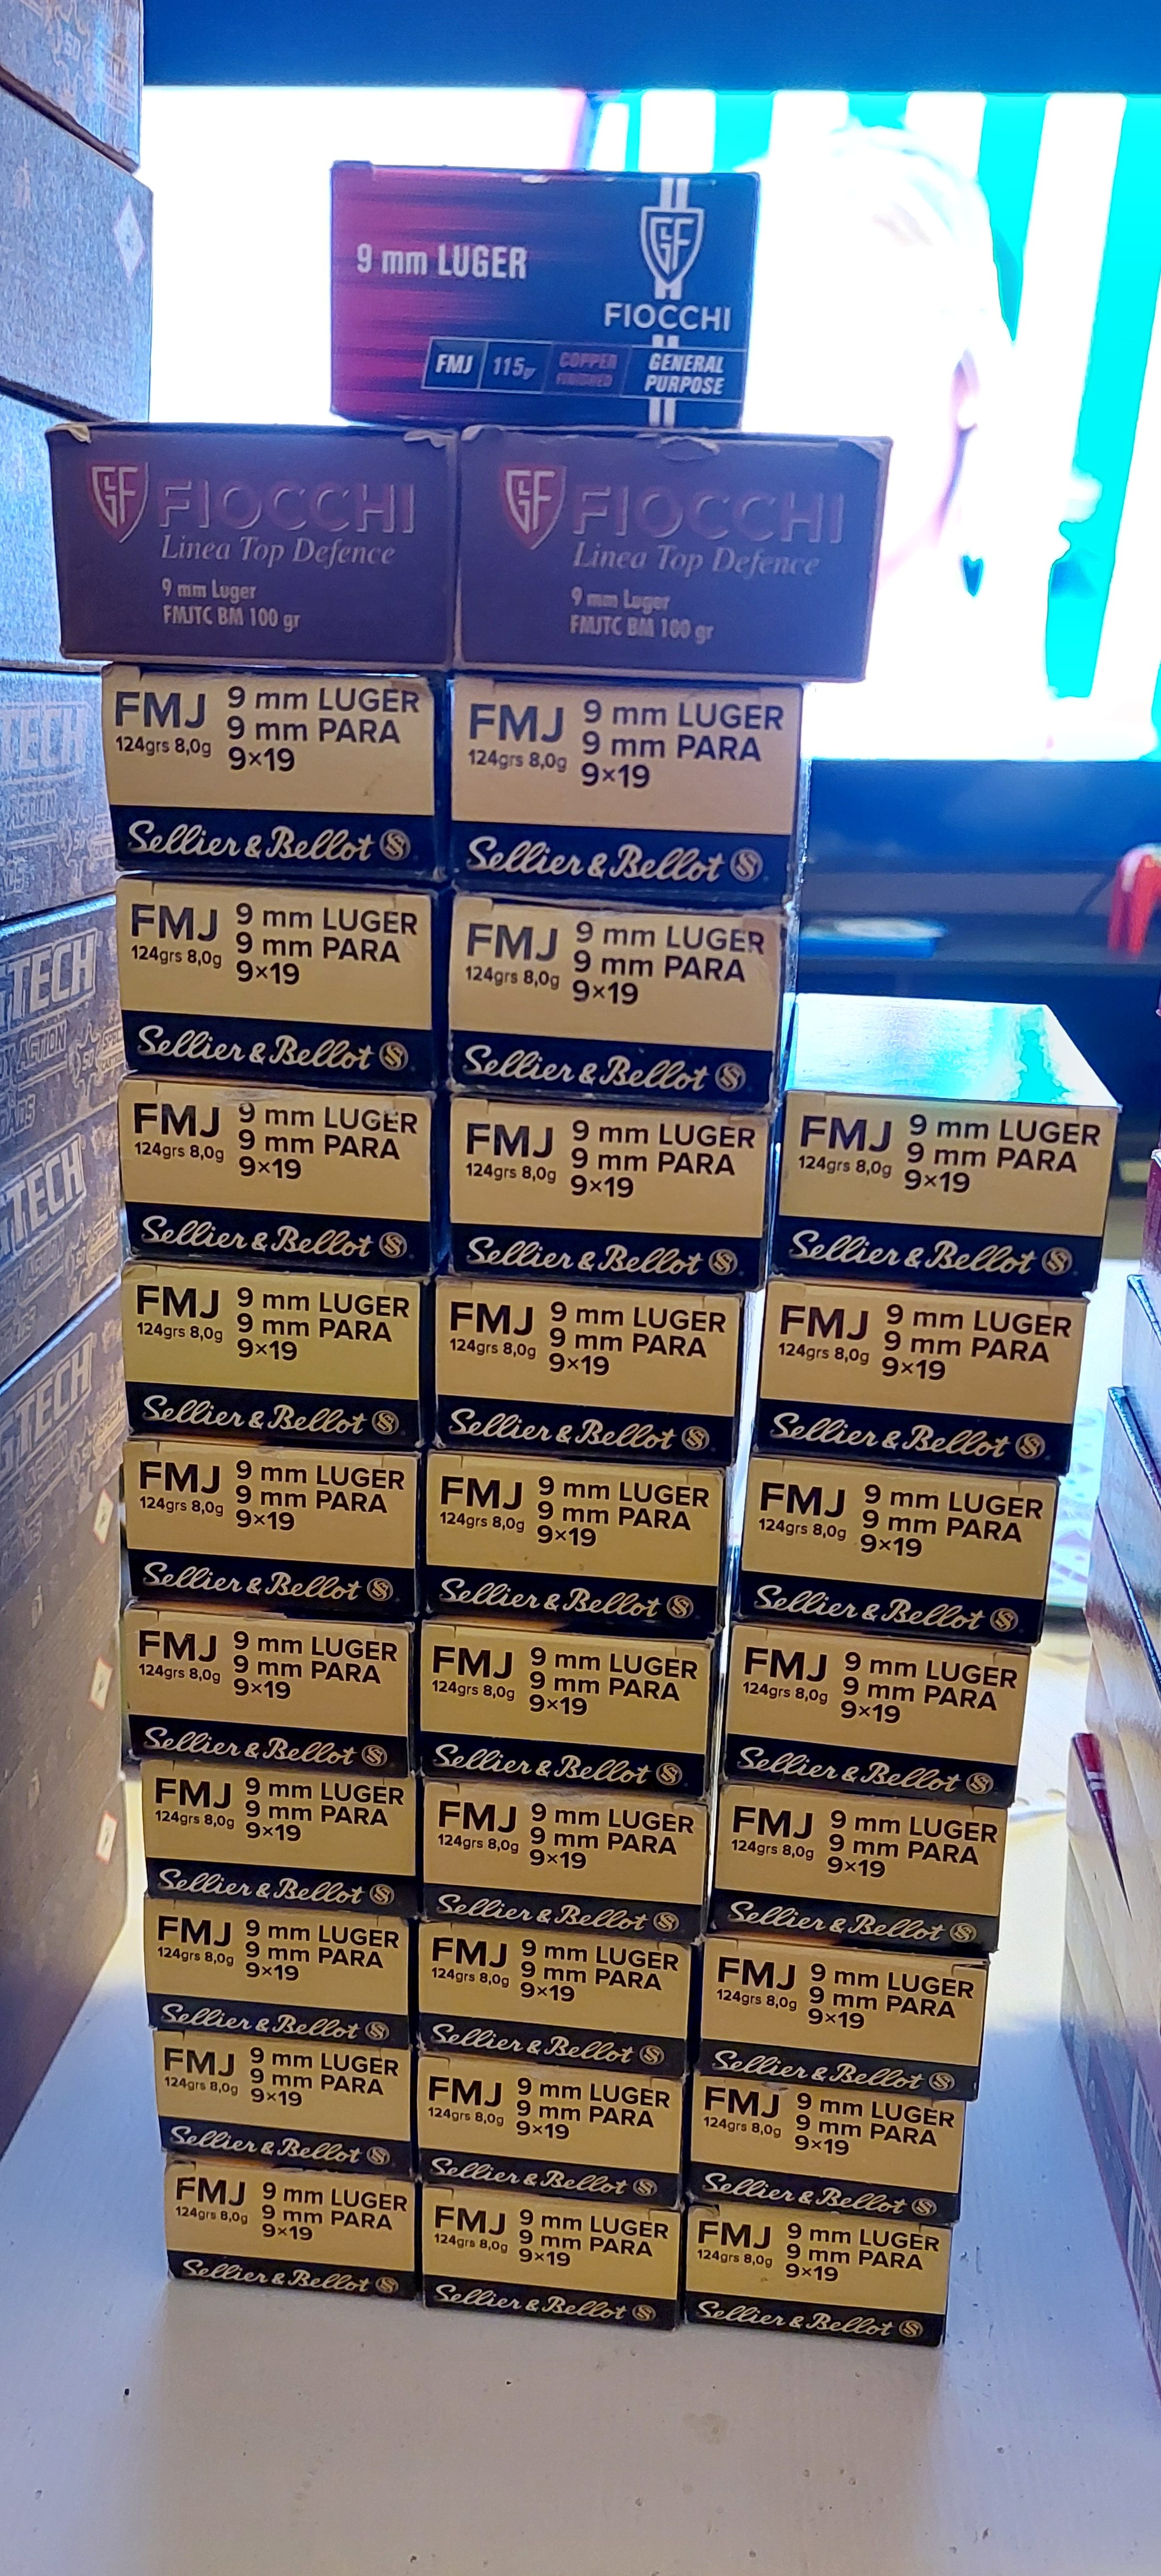 9 mm LUGER
GFL
FIOCCHI
FMJ 115gr COPPER FINISHED GENERAL PURPOSE
GFL FIOCCHI
Linea Top Defence
9 mm Luger
FMJTC BM 100 gr
GFL FIOCCHI
Linea Top Defence
9 mm Luger
FMJTC BM 100 gr
FMJ
124grs 8,0g
9 mm LUGER
9 mm PARA
9×19
Sellier & Bellot
FMJ
124grs 8,0g
9 mm LUGER
9 mm PARA
9×19
Sellier & Bellot
FMJ
124grs 8,0g
9 mm LUGER
9 mm PARA
9×19
Sellier & Bellot
FMJ
124grs 8,0g
9 mm LUGER
9 mm PARA
9×19
Sellier & Bellot
FMJ
124grs 8,0g
9 mm LUGER
9 mm PARA
9×19
Sellier & Bellot
FMJ
124grs 8,0g
9 mm LUGER
9 mm PARA
9×19
Sellier & Bellot
FMJ
124grs 8,0g
9 mm LUGER
9 mm PARA
9×19
Sellier & Bellot
FMJ
124grs 8,0g
9 mm LUGER
9 mm PARA
9×19
Sellier & Bellot
FMJ
124grs 8,0g
9 mm LUGER
9 mm PARA
9×19
Sellier & Bellot
FMJ
124grs 8,0g
9 mm LUGER
9 mm PARA
9×19
Sellier & Bellot
FMJ
124grs 8,0g
9 mm LUGER
9 mm PARA
9×19
Sellier & Bellot
FMJ
124grs 8,0g
9 mm LUGER
9 mm PARA
9×19
Sellier & Bellot
FMJ
124grs 8,0g
9 mm LUGER
9 mm PARA
9×19
Sellier & Bellot
FMJ
124grs 8,0g
9 mm LUGER
9 mm PARA
9×19
Sellier & Bellot
FMJ
124grs 8,0g
9 mm LUGER
9 mm PARA
9×19
Sellier & Bellot
FMJ
124grs 8,0g
9 mm LUGER
9 mm PARA
9×19
Sellier & Bellot
FMJ
124grs 8,0g
9 mm LUGER
9 mm PARA
9×19
Sellier & Bellot
FMJ
124grs 8,0g
9 mm LUGER
9 mm PARA
9×19
Sellier & Bellot
FMJ
124grs 8,0g
9 mm LUGER
9 mm PARA
9×19
Sellier & Bellot
FMJ
124grs 8,0g
9 mm LUGER
9 mm PARA
9×19
Sellier & Bellot
FMJ
124grs 8,0g
9 mm LUGER
9 mm PARA
9×19
Sellier & Bellot
FMJ
124grs 8,0g
9 mm LUGER
9 mm PARA
9×19
Sellier & Bellot
FMJ
124grs 8,0g
9 mm LUGER
9 mm PARA
9×19
Sellier & Bellot
FMJ
124grs 8,0g
9 mm LUGER
9 mm PARA
9×19
Sellier & Bellot
FMJ
124grs 8,0g
9 mm LUGER
9 mm PARA
9×19
Sellier & Bellot
FMJ
124grs 8,0g
9 mm LUGER
9 mm PARA
9×19
Sellier & Bellot
FMJ
124grs 8,0g
9 mm LUGER
9 mm PARA
9×19
Sellier & Bellot
FMJ
124grs 8,0g
9 mm LUGER
9 mm PARA
9×19
Sellier & Bellot